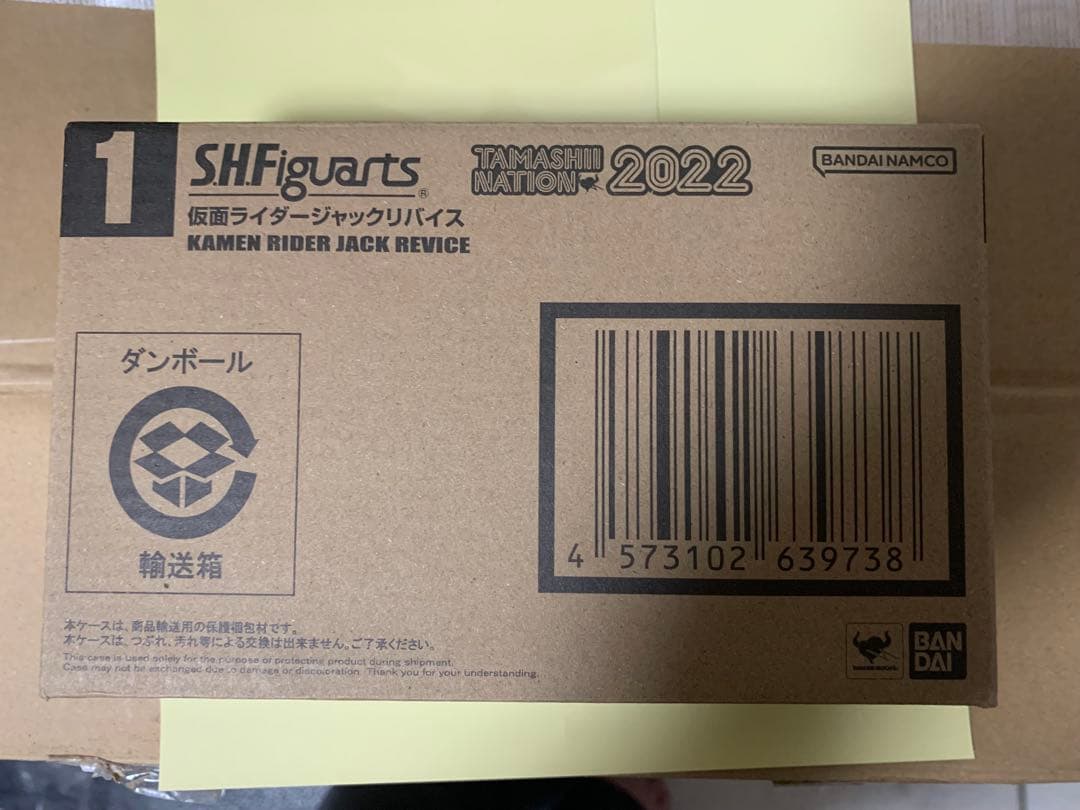 1
S.H.Figuarts®
仮面ライダージャックリバイス
KAMEN RIDER JACK REVICE
TAMASHII
NATION 2022
BANDAI NAMCO
ダンボール
輸送箱
4 573102 639738
本ケースは、商品輸送用の保護梱包材です。
本ケースは、つぶれ、汚れ等による交換は出来ません。ご了承ください。
This case is used solely for the purpose of protecting product during shipment.
Case may not be exchanged due to damage or discoloration. Thank you for your understanding.
TAMASHII NATIONS
BAN
DAI